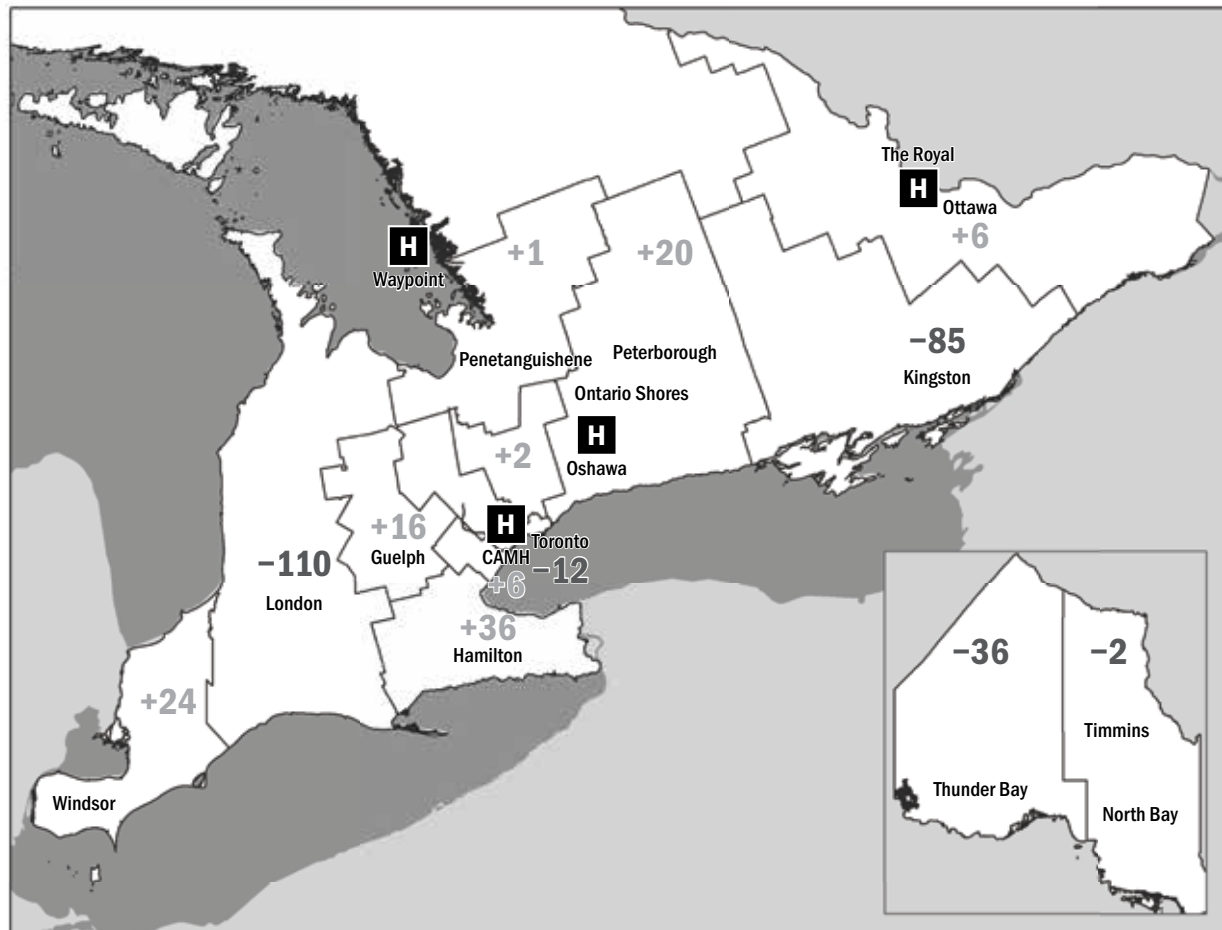 The Royal
H
Ottawa
+6
H
Waypoint
+1
+20
−85
Kingston
Penetanguishene
Peterborough
Ontario Shores
H
Oshawa
+2
+16
Guelph
H
CAMH
+6
Toronto
−12
−110
London
+36
Hamilton
+24
Windsor
−36
−2
Timmins
Thunder Bay
North Bay